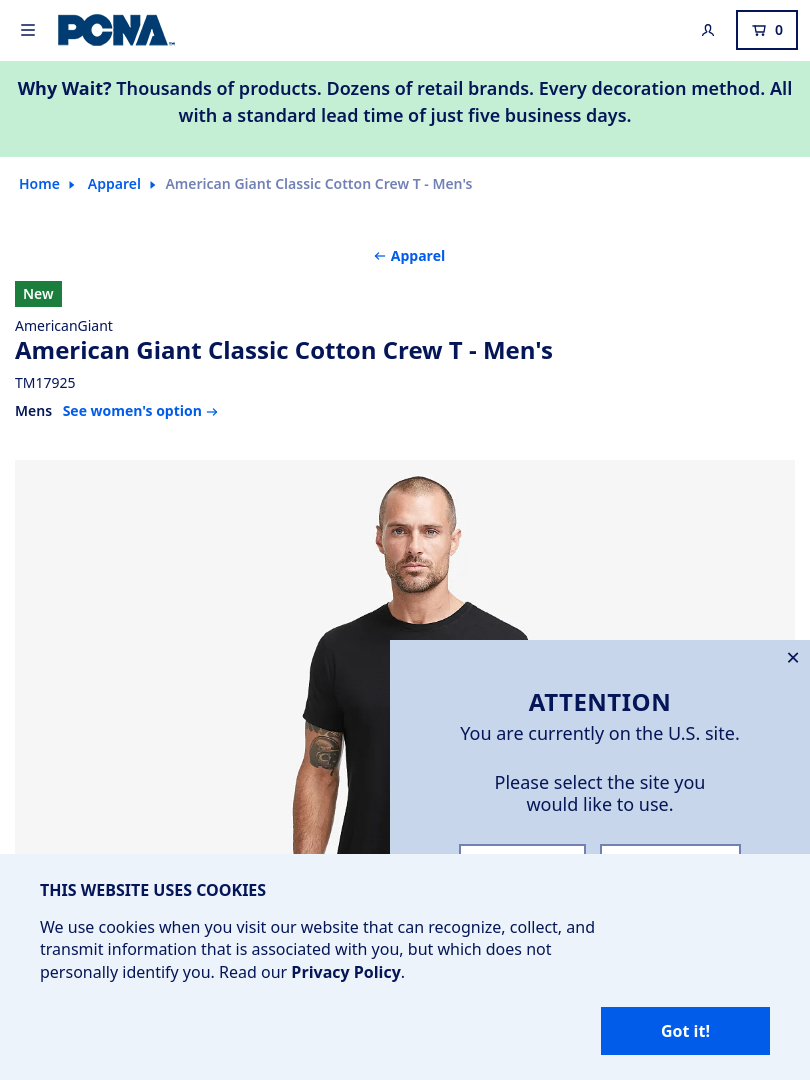 PCNA™
0
Why Wait? Thousands of products. Dozens of retail brands. Every decoration method. All
with a standard lead time of just five business days.
Home
Apparel
American Giant Classic Cotton Crew T - Men's
← Apparel
New
AmericanGiant
American Giant Classic Cotton Crew T - Men's
TM17925
Mens See women's option →
ATTENTION
You are currently on the U.S. site.
Please select the site you
would like to use.
THIS WEBSITE USES COOKIES
We use cookies when you visit our website that can recognize, collect, and
transmit information that is associated with you, but which does not
personally identify you. Read our Privacy Policy.
Got it!